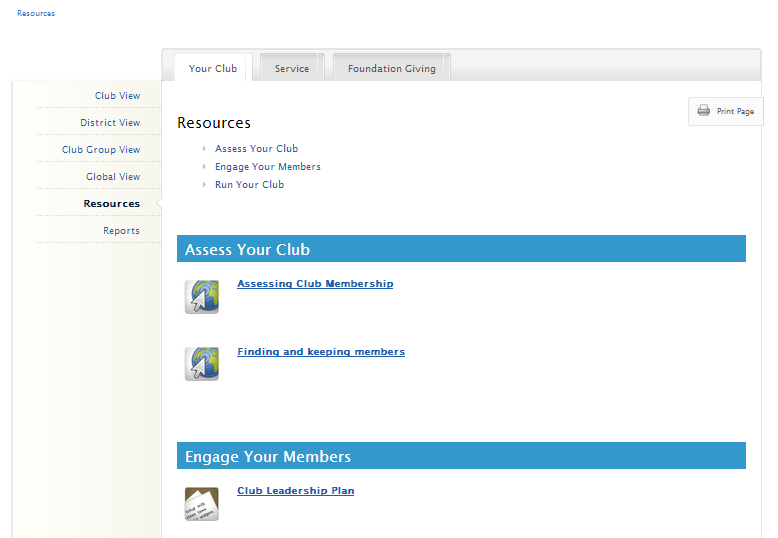 Resources
Your Club
Service
Foundation Giving
Club View
District View
Club Group View
Global View
Resources
Reports
Print Page
Resources
Assess Your Club
Engage Your Members
Run Your Club
Assess Your Club
Assessing Club Membership
Finding and keeping members
Engage Your Members
Club Leadership Plan